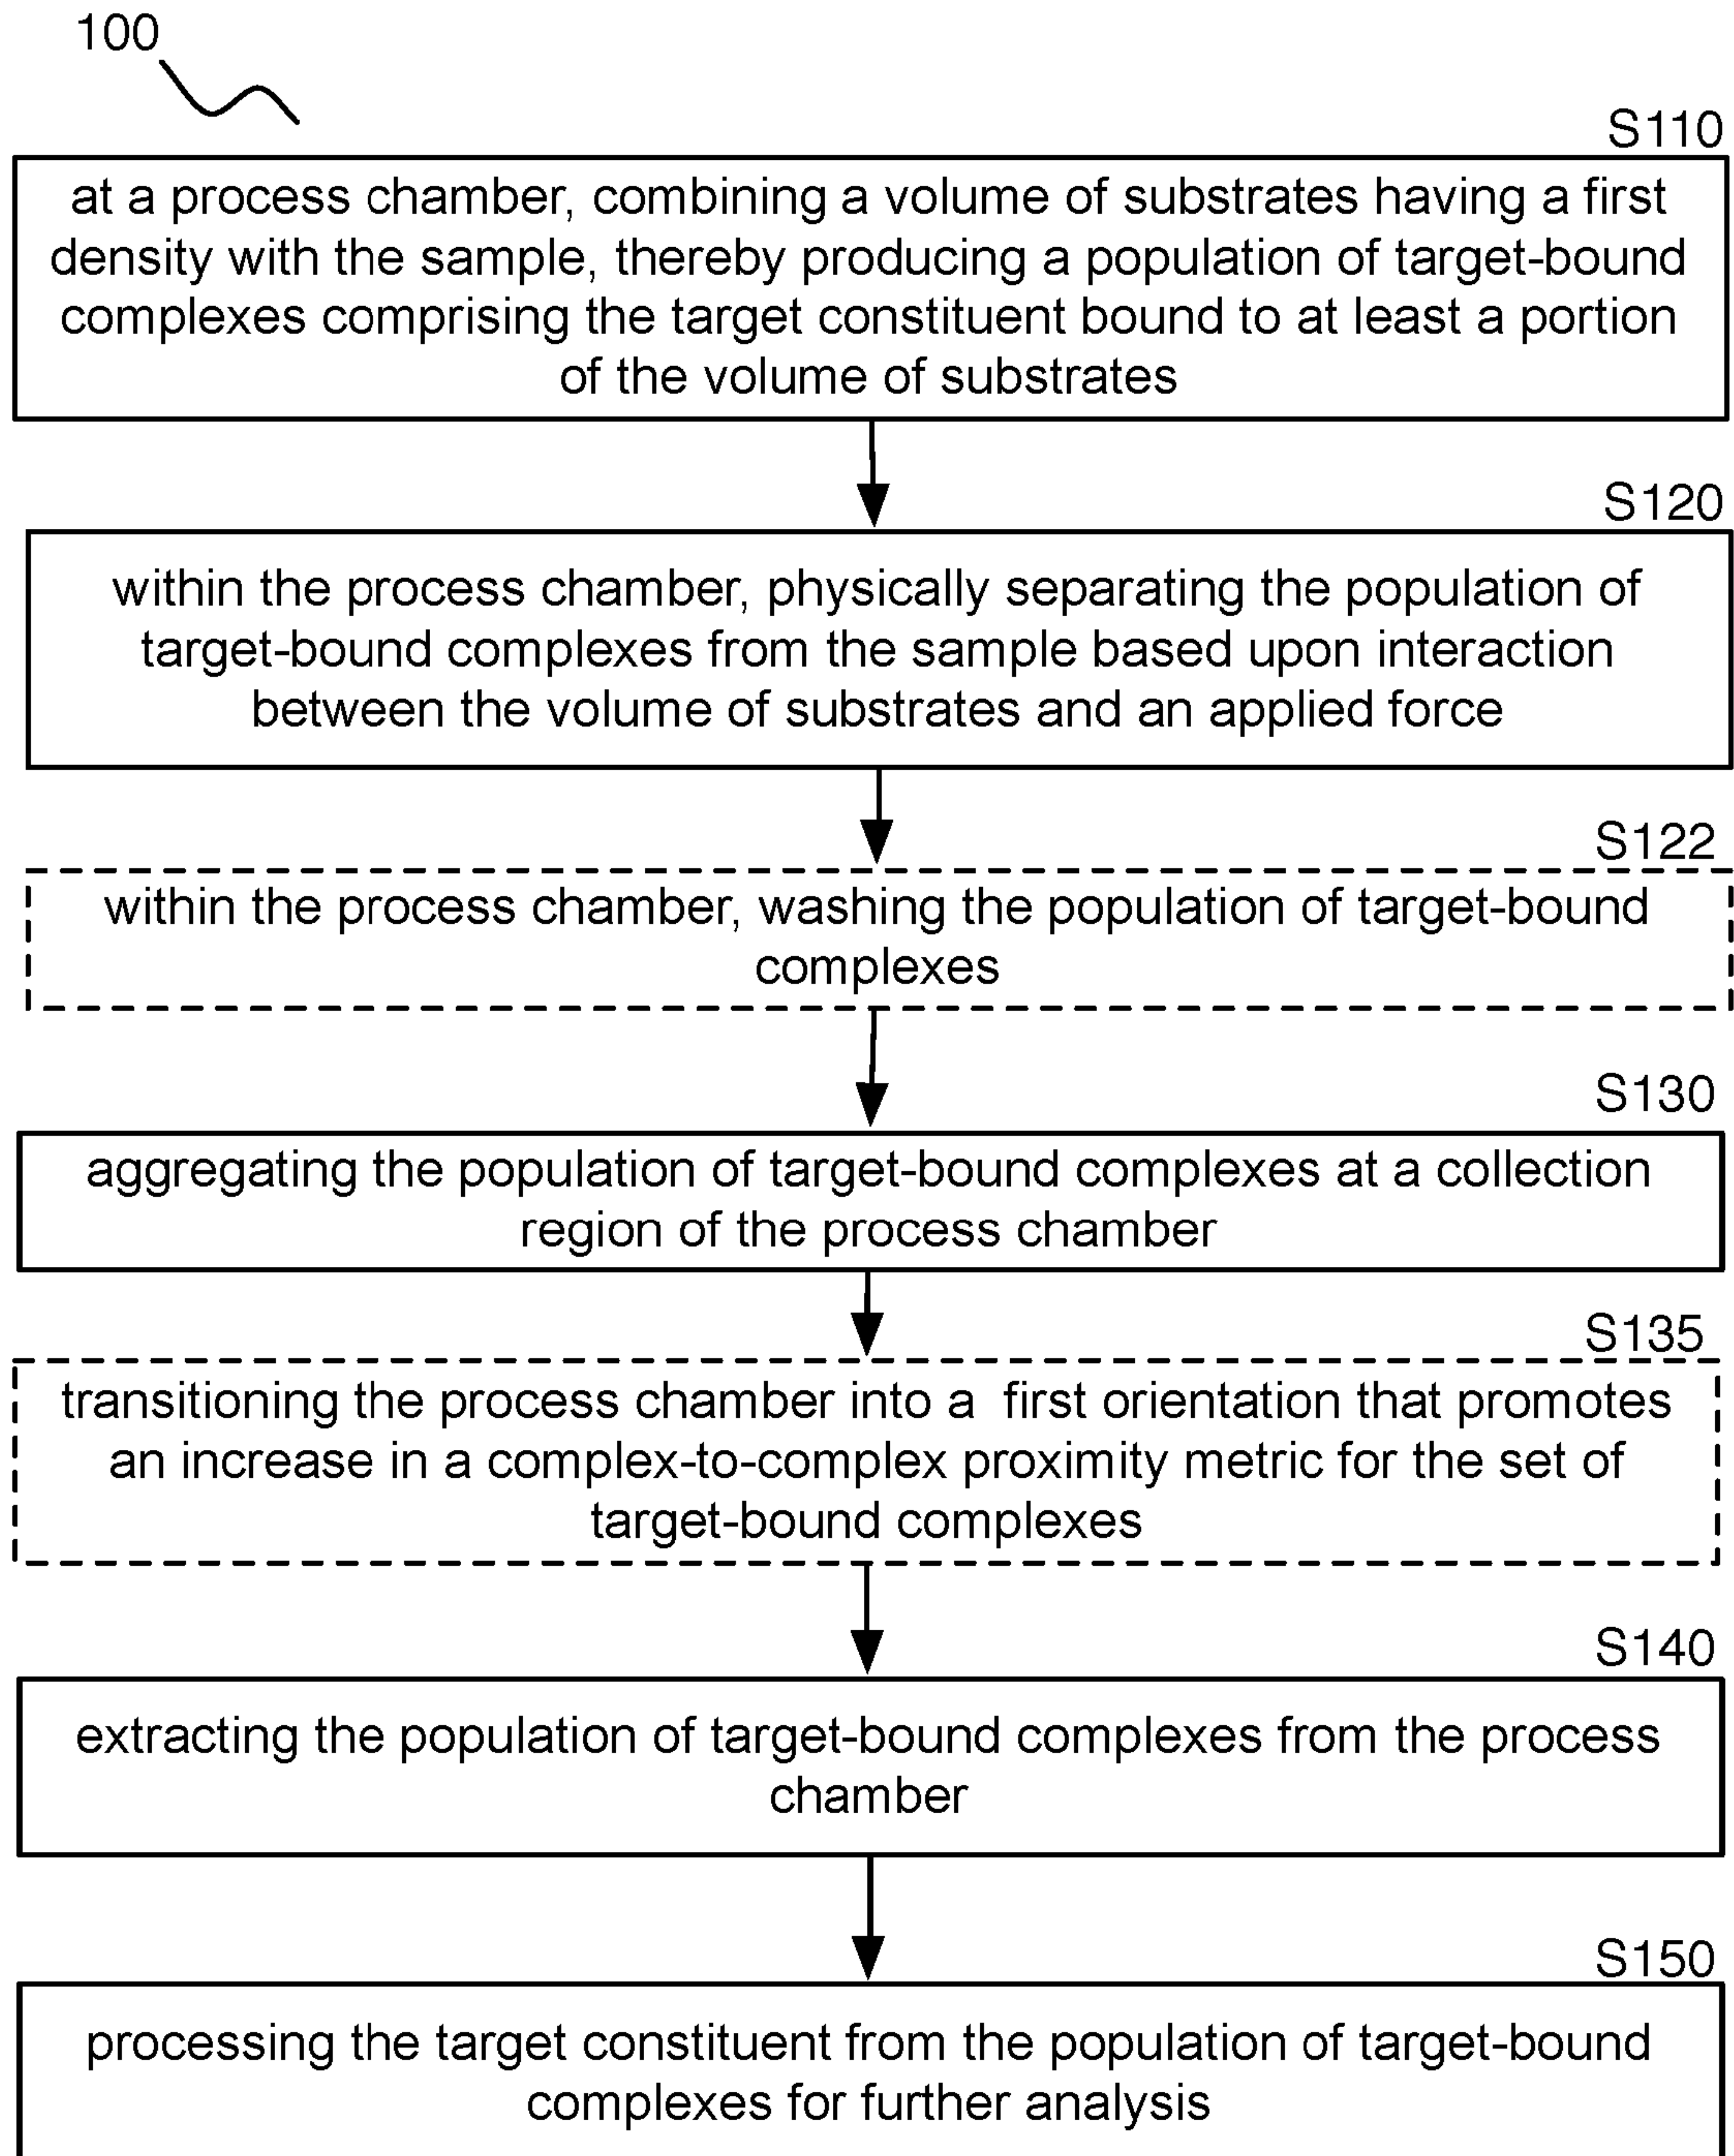 100
S110
at a process chamber, combining a volume of substrates having a first
density with the sample, thereby producing a population of target-bound
complexes comprising the target constituent bound to at least a portion
of the volume of substrates
S120
within the process chamber, physically separating the population of
target-bound complexes from the sample based upon interaction
between the volume of substrates and an applied force
S122
within the process chamber, washing the population of target-bound
complexes
S130
aggregating the population of target-bound complexes at a collection
region of the process chamber
S135
transitioning the process chamber into a first orientation that promotes
an increase in a complex-to-complex proximity metric for the set of
target-bound complexes
S140
extracting the population of target-bound complexes from the process
chamber
S150
processing the target constituent from the population of target-bound
complexes for further analysis